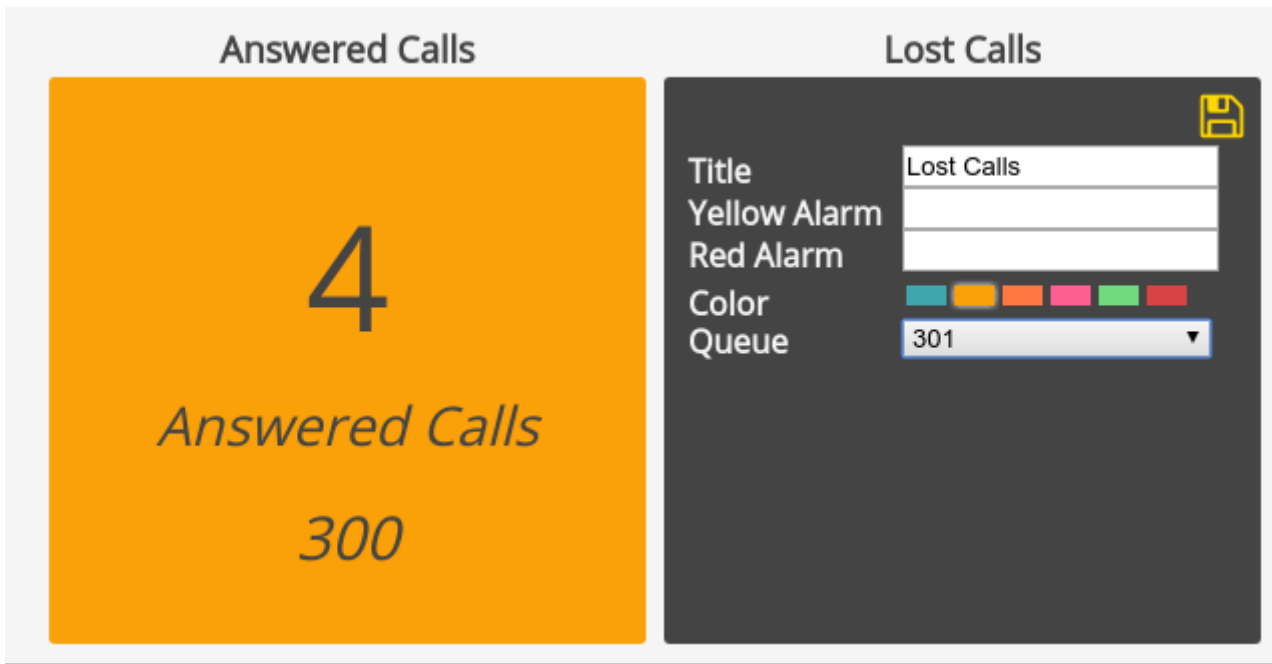 Answered Calls
4
Answered Calls
300
Lost Calls
Title Lost Calls
Yellow Alarm
Red Alarm
Color
Queue 301